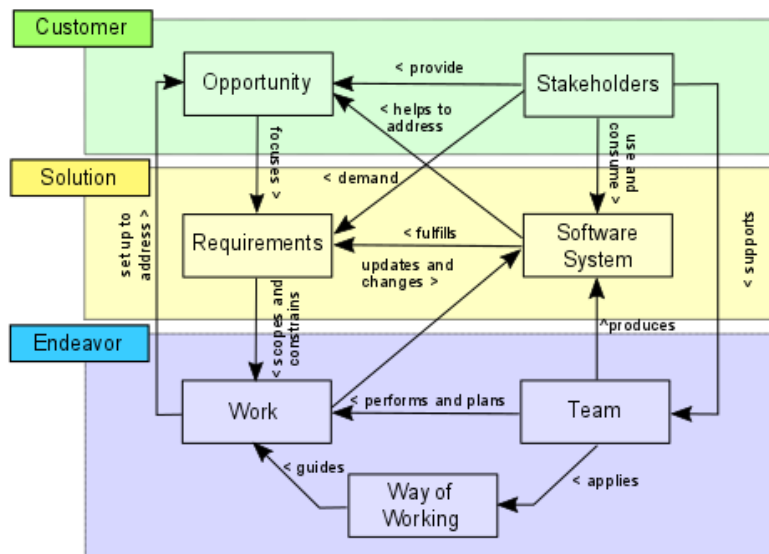 Customer
Opportunity
< provide
Stakeholders
< helps to
address
focuses >
use and
consume >
< demand
Solution
set up to
address >
Requirements
< fulfills
Software
System
updates and
changes >
< supports
< scopes and
constrains
^produces
Endeavor
Work
< performs and plans
Team
< guides
Way of
Working
< applies